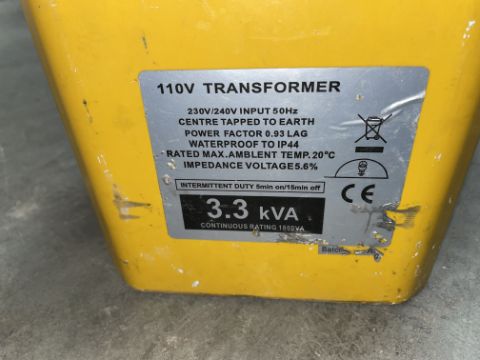 110V TRANSFORMER
230V/240V INPUT 50Hz
CENTRE TAPPED TO EARTH
POWER FACTOR 0.93 LAG
WATERPROOF TO IP44
RATED MAX.AMBLENT TEMP.20°C
IMPEDANCE VOLTAGE5.6%
INTERMITTENT DUTY 5min on/15min off
3.3 kVA
CONTINUOUS RATING 1800VA
CE
Batch